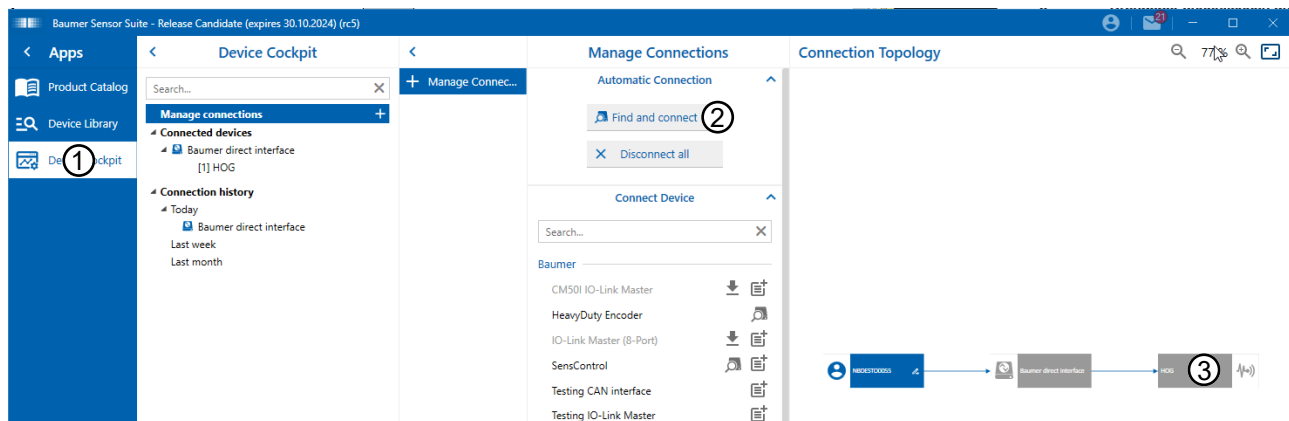 Baumer Sensor Suite - Release Candidate (expires 30.10.2024) (rc5)
21
Apps
Product Catalog
Device Library
De 1 ckpit
Device Cockpit
Search...
Manage connections
Connected devices
Baumer direct interface
[1] HOG
Connection history
Today
Baumer direct interface
Last week
Last month
Manage Connec...
Manage Connections
Automatic Connection
Find and connect 2
Disconnect all
Connect Device
Search...
Baumer
CM50I IO-Link Master
HeavyDuty Encoder
IO-Link Master (8-Port)
SensControl
Testing CAN interface
Testing IO-Link Master
Connection Topology
77%
NBDEST00055
Baumer direct interface
HOG 3